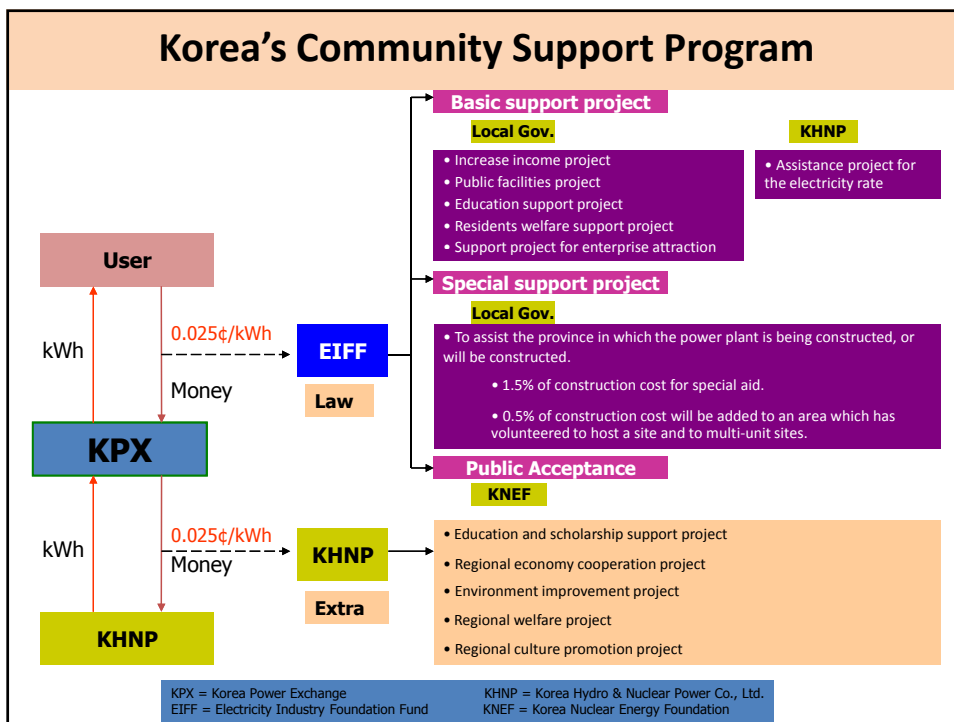 Korea's Community Support Program
Basic support project
Local Gov.
KHNP
• Increase income project
• Public facilities project
• Education support project
• Residents welfare support project
• Support project for enterprise attraction
• Assistance project for
the electricity rate
User
Special support project
Local Gov.
• To assist the province in which the power plant is being constructed, or
will be constructed.
• 1.5% of construction cost for special aid.
• 0.5% of construction cost will be added to an area which has
volunteered to host a site and to multi-unit sites.
kWh
0.025¢/kWh
Money
EIFF
Law
KPX
Public Acceptance
KNEF
kWh
0.025¢/kWh
Money
KHNP
Extra
• Education and scholarship support project
• Regional economy cooperation project
• Environment improvement project
• Regional welfare project
• Regional culture promotion project
KHNP
KPX = Korea Power Exchange
KHNP = Korea Hydro & Nuclear Power Co., Ltd.
EIFF = Electricity Industry Foundation Fund
KNEF = Korea Nuclear Energy Foundation